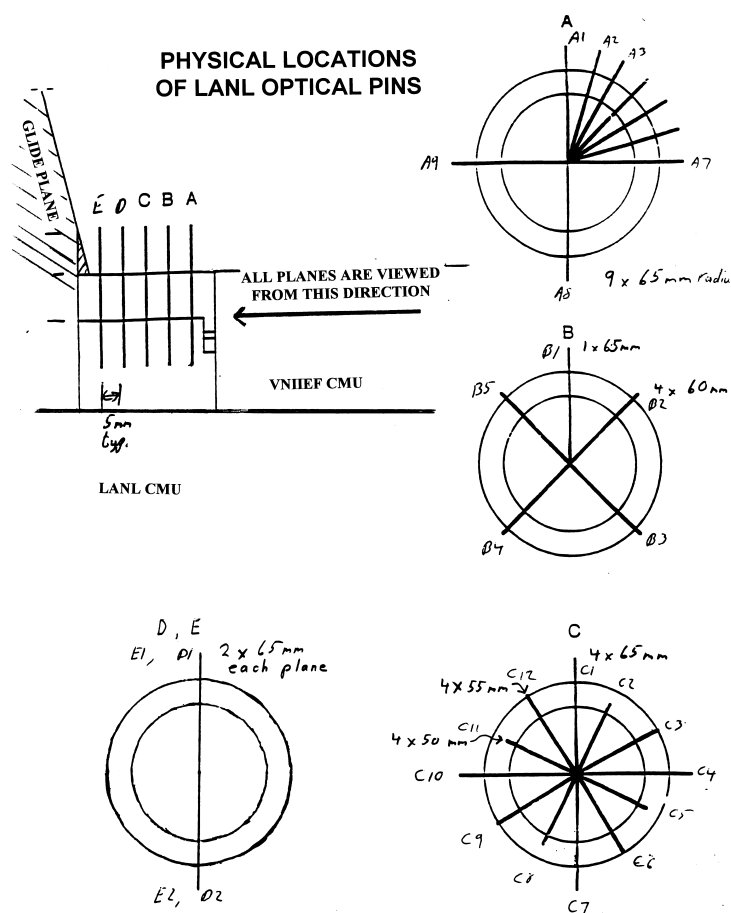 PHYSICAL LOCATIONS
OF LANL OPTICAL PINS
GLIDE PLANE
E D C B A
ALL PLANES ARE VIEWED
FROM THIS DIRECTION
VNIIEF CMU
5mm
typ.
LANL CMU
A
A1
A2
A3
A9
A7
A8
9 x 65mm radiu
B
B1
1 x 65mm
B5
4 x 60mm
B2
B4
B3
D, E
E1, D1
2 x 65mm
each plane
E2, D2
C
4 x 65mm
C12
C1
C2
4 x 55mm
C11
C3
4 x 50 mm
C10
C4
C5
C9
C6
C8
C7